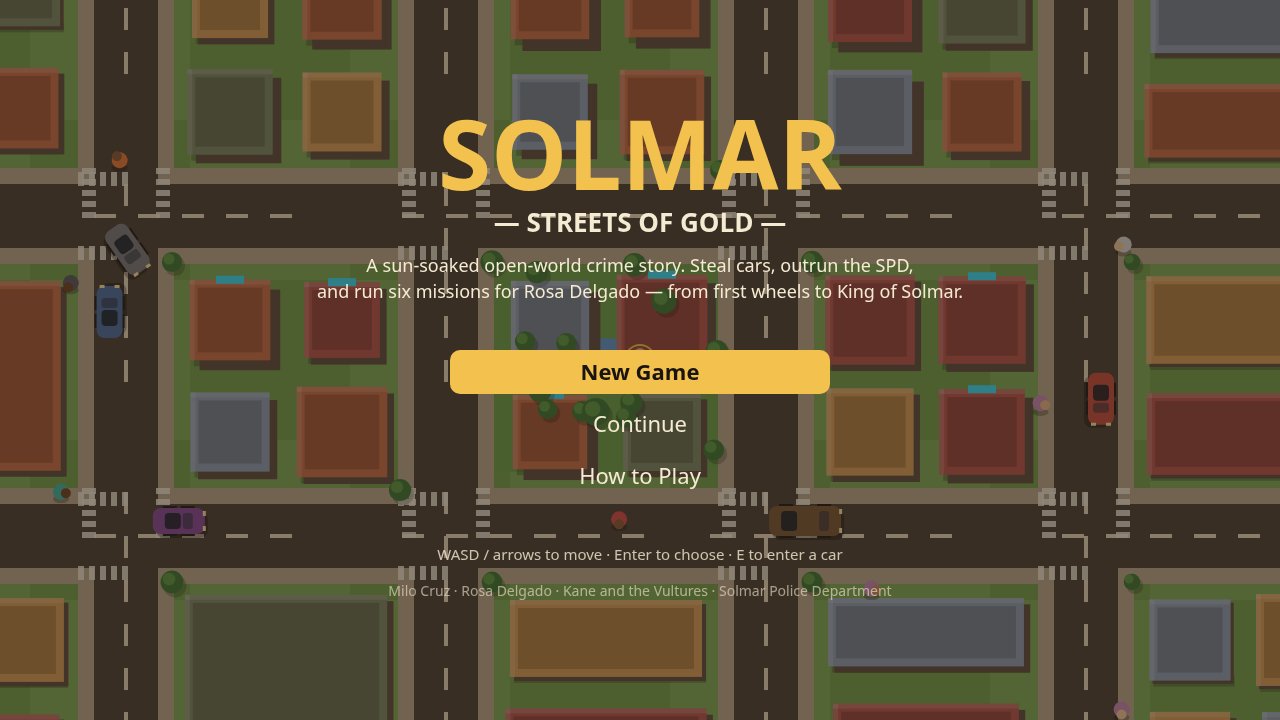 SOLMAR
— STREETS OF GOLD —
A sun-soaked open-world crime story. Steal cars, outrun the SPD,
and run six missions for Rosa Delgado — from first wheels to King of Solmar.
New Game
Continue
How to Play
WASD / arrows to move · Enter to choose · E to enter a car
Milo Cruz · Rosa Delgado · Kane and the Vultures · Solmar Police Department